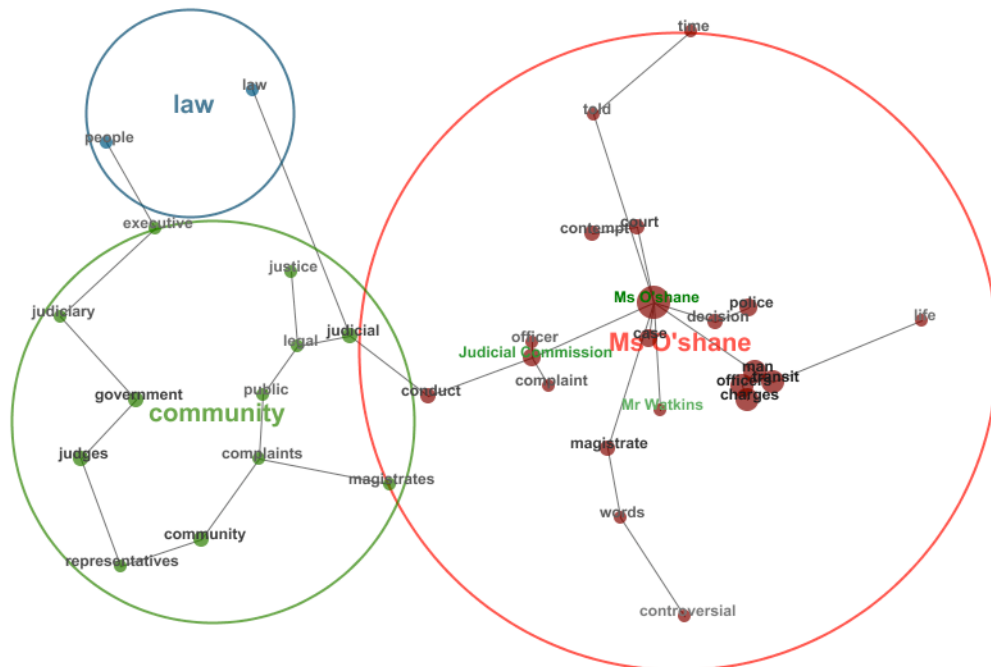 time
law
law
told
people
executive
court
contempt
justice
Ms O'shane
police
judiciary
decision
life
judicial
case
officer
legal
Ms O'shane
Judicial Commission
man
transit
officers
complaint
conduct
charges
government
public
Mr Watkins
community
magistrate
judges
complaints
magistrates
words
community
representatives
controversial